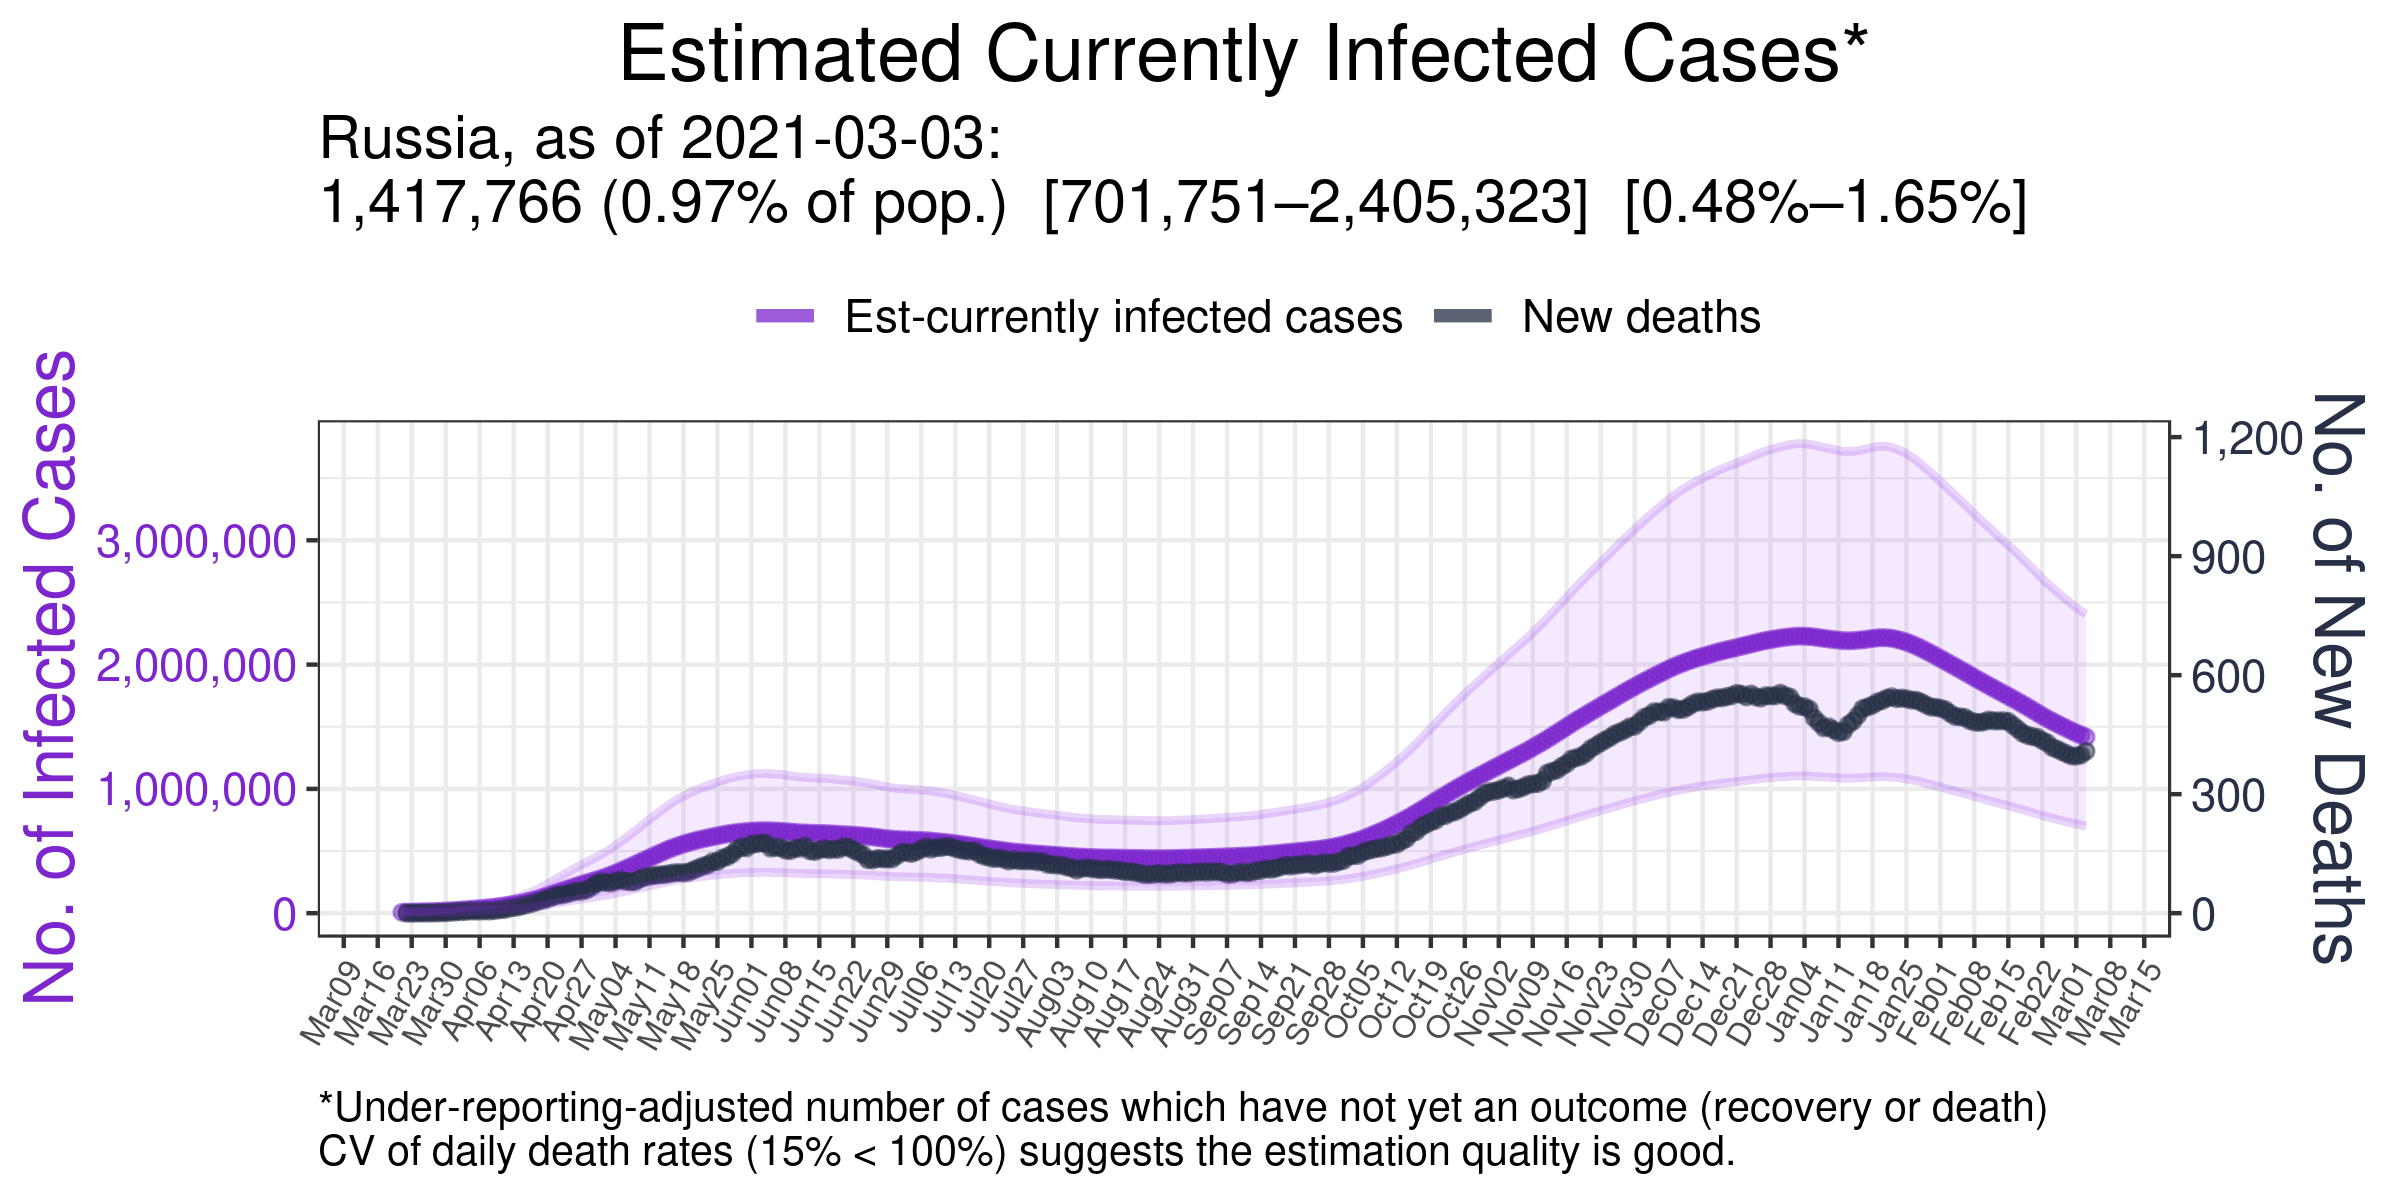 Estimated Currently Infected Cases*
Russia, as of 2021-03-03:
1,417,766 (0.97% of pop.) [701,751–2,405,323] [0.48%–1.65%]
Est-currently infected cases New deaths
No. of Infected Cases
3,000,000
2,000,000
1,000,000
0
1,200
900
600
300
0
No. of New Deaths
Mar09 Mar16 Mar23 Mar30 Apr06 Apr13 Apr20 Apr27 May04 May11 May18 May25 Jun01 Jun08 Jun15 Jun22 Jun29 Jul06 Jul13 Jul20 Jul27 Aug03 Aug10 Aug17 Aug24 Aug31 Sep07 Sep14 Sep21 Sep28 Oct05 Oct12 Oct19 Oct26 Nov02 Nov09 Nov16 Nov23 Nov30 Dec07 Dec14 Dec21 Dec28 Jan04 Jan11 Jan18 Jan25 Feb01 Feb08 Feb15 Feb22 Mar01 Mar08 Mar15
*Under-reporting-adjusted number of cases which have not yet an outcome (recovery or death)
CV of daily death rates (15% < 100%) suggests the estimation quality is good.